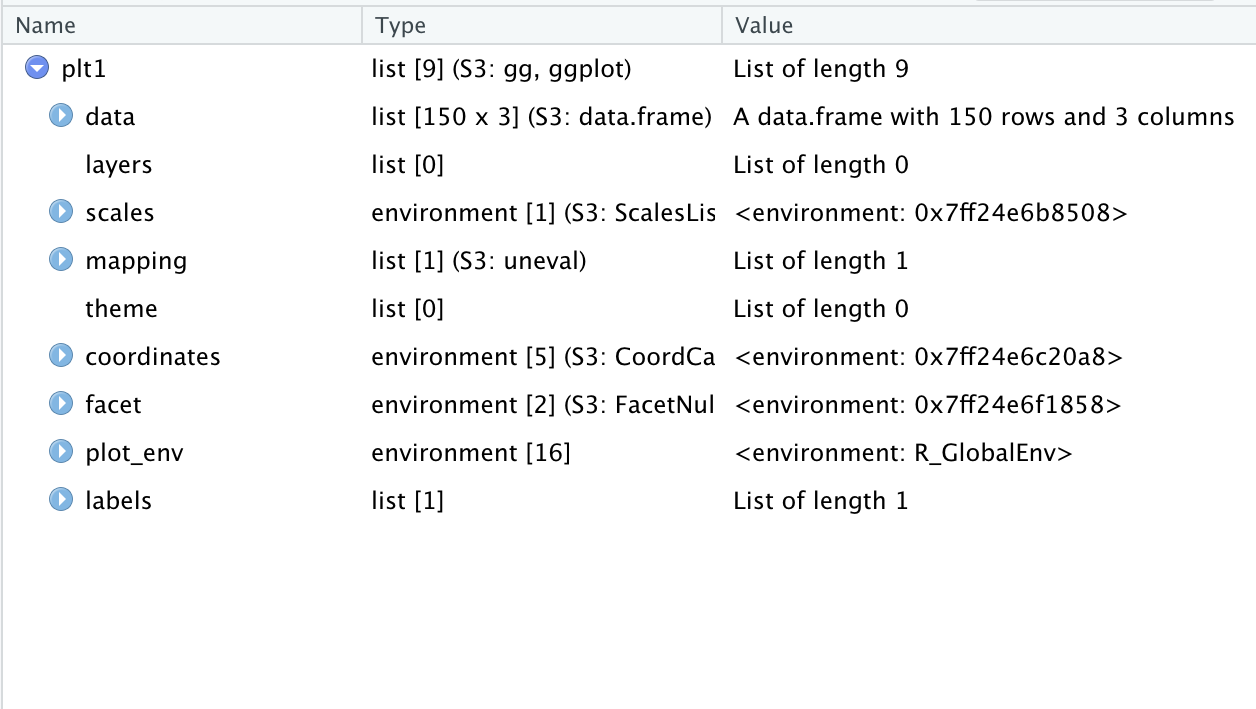 Name Type Value
plt1 list [9] (S3: gg, ggplot) List of length 9
data list [150 x 3] (S3: data.frame) A data.frame with 150 rows and 3 columns
layers list [0] List of length 0
scales environment [1] (S3: ScalesLis <environment: 0x7ff24e6b8508>
mapping list [1] (S3: uneval) List of length 1
theme list [0] List of length 0
coordinates environment [5] (S3: CoordCa <environment: 0x7ff24e6c20a8>
facet environment [2] (S3: FacetNul <environment: 0x7ff24e6f1858>
plot_env environment [16] <environment: R_GlobalEnv>
labels list [1] List of length 1